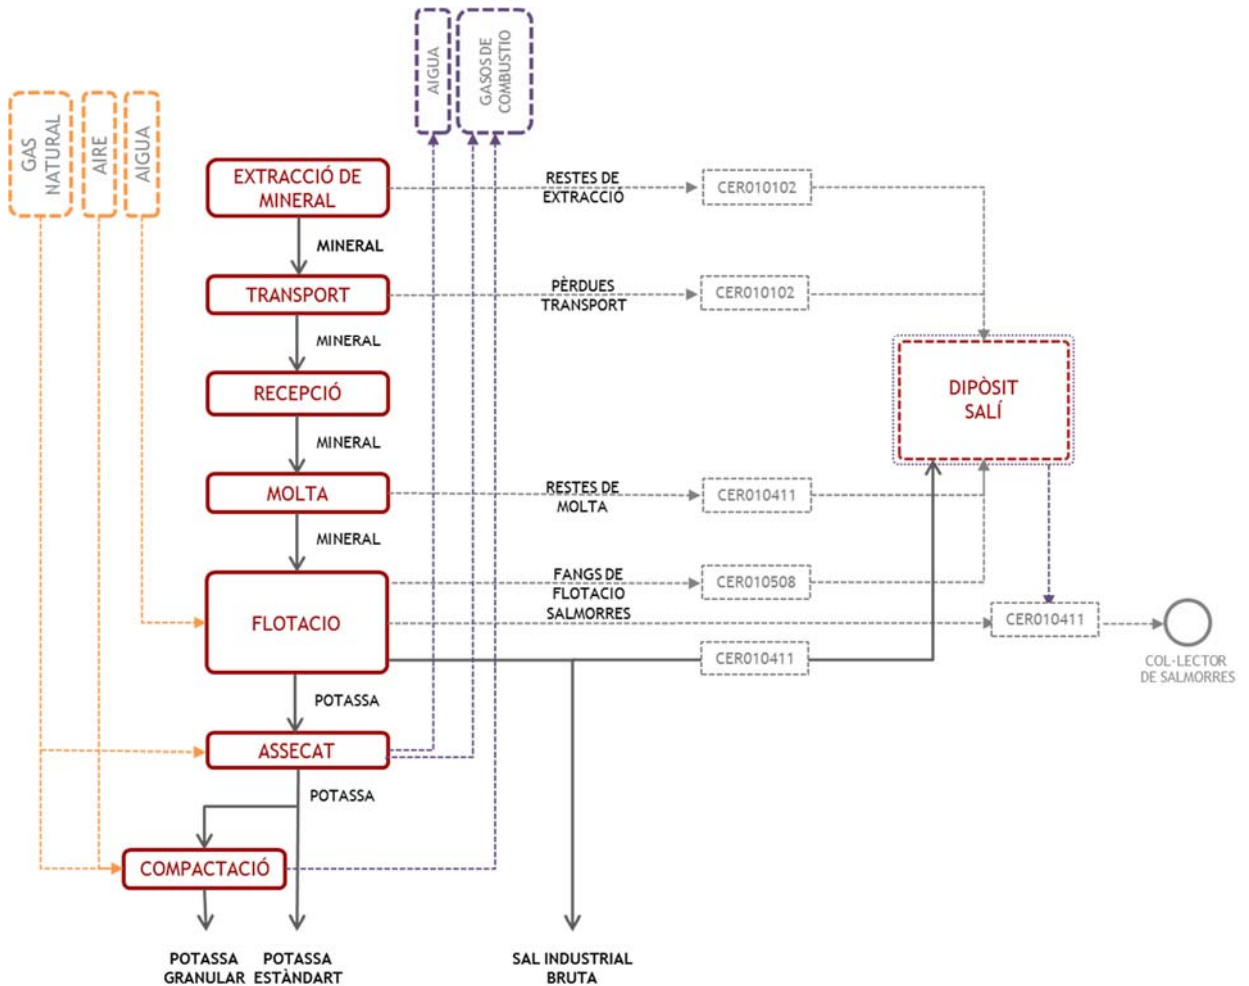 AIGUA
GASOS DE
COMBUSTIO
GAS
NATURAL
AIRE
AIGUA
EXTRACCIÓ DE
MINERAL
RESTES DE
EXTRACCIÓ
CER010102
MINERAL
TRANSPORT
PÈRDUES
TRANSPORT
CER010102
MINERAL
RECEPCIÓ
DIPÒSIT
SALÍ
MINERAL
MOLTA
RESTES DE
MOLTA
CER010411
MINERAL
FLOTACIO
FANGS DE
FLOTACIO
SALMORRES
CER010508
CER010411
CER010411
COL·LECTOR
DE SALMORRES
POTASSA
ASSECAT
POTASSA
COMPACTACIÓ
POTASSA
GRANULAR
POTASSA
ESTÀNDART
SAL INDUSTRIAL
BRUTA